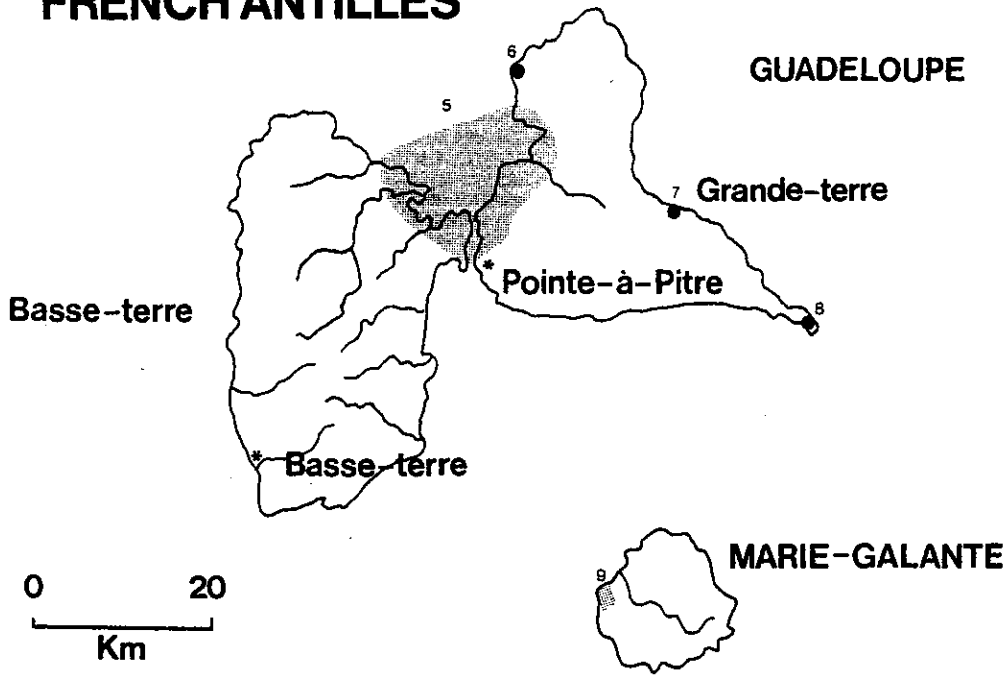 FRENCH ANTILLES
6
GUADELOUPE
5
7
Grande-terre
Pointe-à-Pitre
Basse-terre
8
*
*
Basse-terre
MARIE-GALANTE
9
0 20
Km